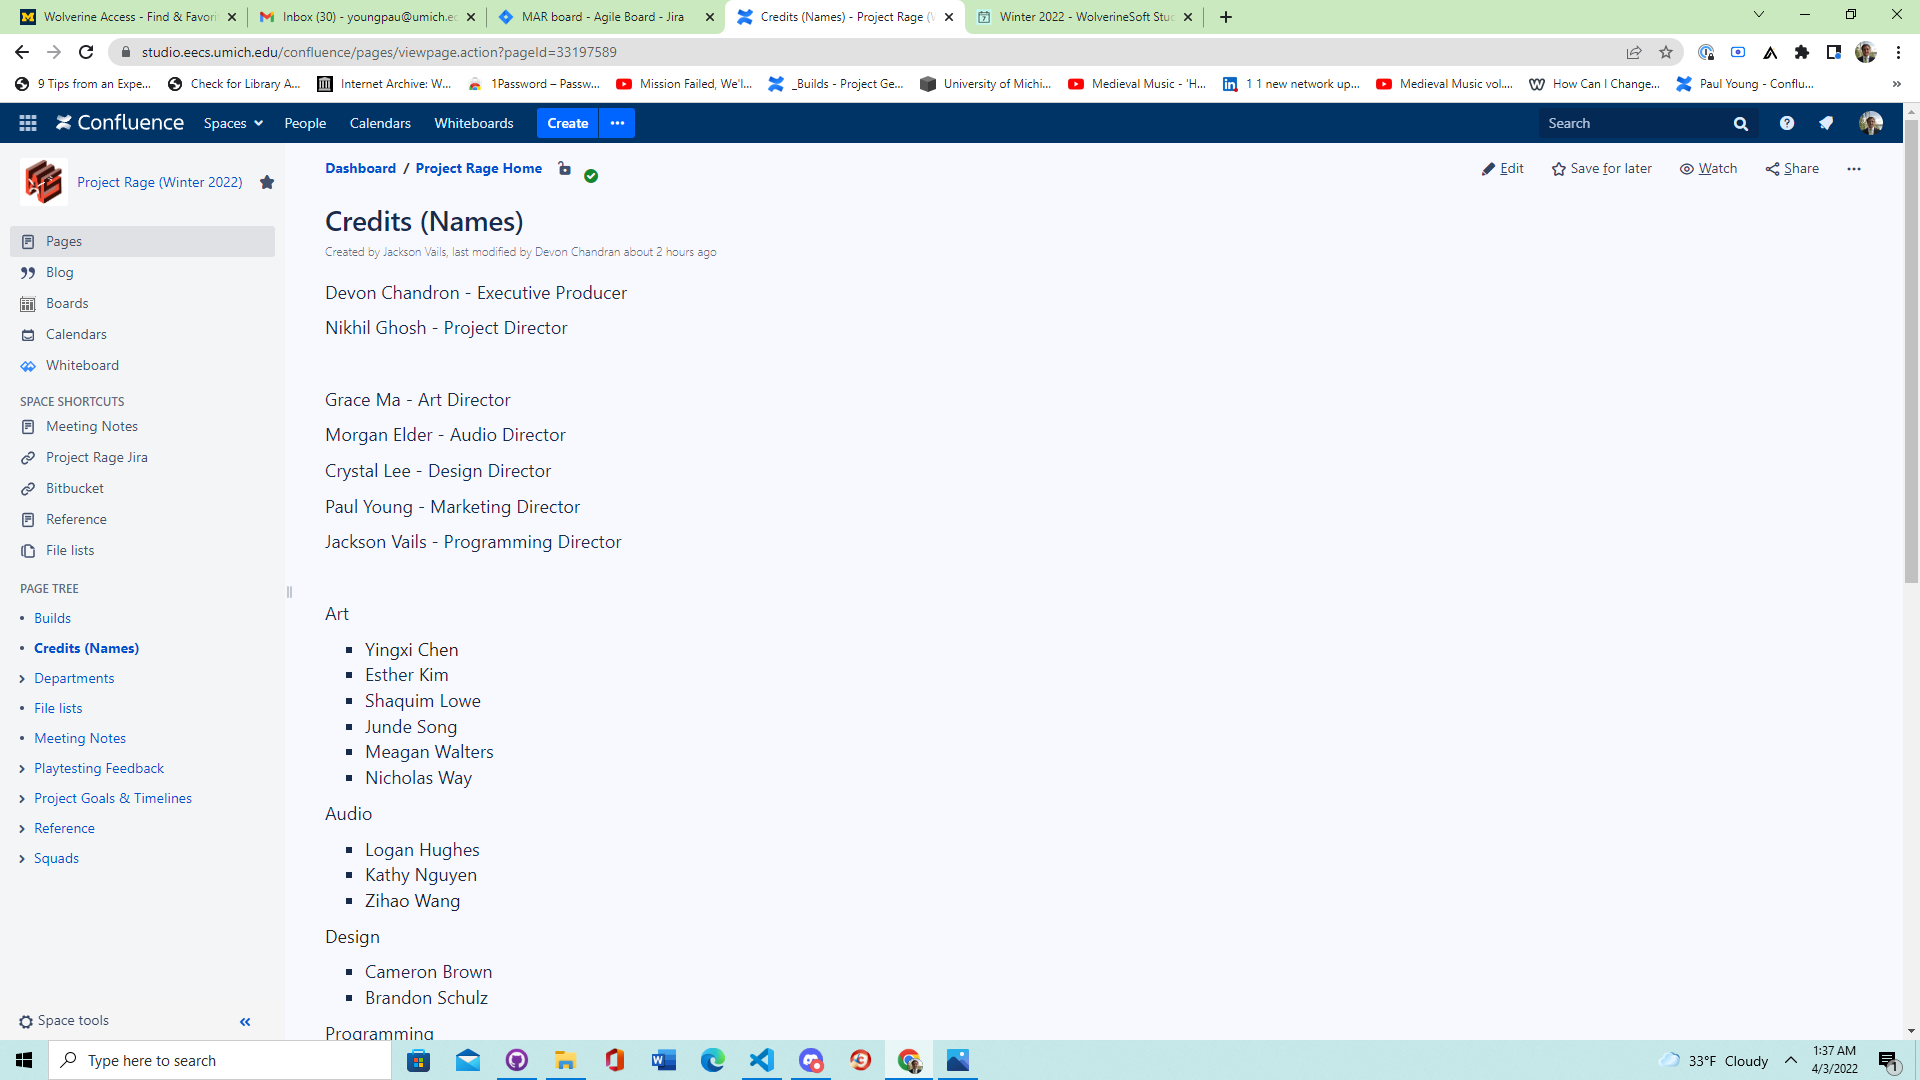 Wolverine Access - Find & Favori
Inbox (30) - youngpau@umich.ed
MAR board - Agile Board - Jira
Credits (Names) - Project Rage (W
Winter 2022 - WolverineSoft Stud
studio.eecs.umich.edu/confluence/pages/viewpage.action?pageId=33197589
9 Tips from an Expe...
Check for Library A...
Internet Archive: W...
1Password – Passw...
Mission Failed, We'l...
_Builds - Project Ge...
University of Michi...
Medieval Music - 'H...
1 1 new network up...
Medieval Music vol....
How Can I Change...
Paul Young - Conflu...
»
Confluence
Spaces
People
Calendars
Whiteboards
Create
Search
Project Rage (Winter 2022)
Pages
Blog
Boards
Calendars
Whiteboard
SPACE SHORTCUTS
Meeting Notes
Project Rage Jira
Bitbucket
Reference
File lists
PAGE TREE
Builds
Credits (Names)
Departments
File lists
Meeting Notes
Playtesting Feedback
Project Goals & Timelines
Reference
Squads
Space tools
Dashboard / Project Rage Home
Edit
Save for later
Watch
Share
Credits (Names)
Created by Jackson Vails, last modified by Devon Chandran about 2 hours ago
Devon Chandron - Executive Producer
Nikhil Ghosh - Project Director
Grace Ma - Art Director
Morgan Elder - Audio Director
Crystal Lee - Design Director
Paul Young - Marketing Director
Jackson Vails - Programming Director
Art
Yingxi Chen
Esther Kim
Shaquim Lowe
Junde Song
Meagan Walters
Nicholas Way
Audio
Logan Hughes
Kathy Nguyen
Zihao Wang
Design
Cameron Brown
Brandon Schulz
Programming
Type here to search
33°F Cloudy
1:37 AM
4/3/2022
1